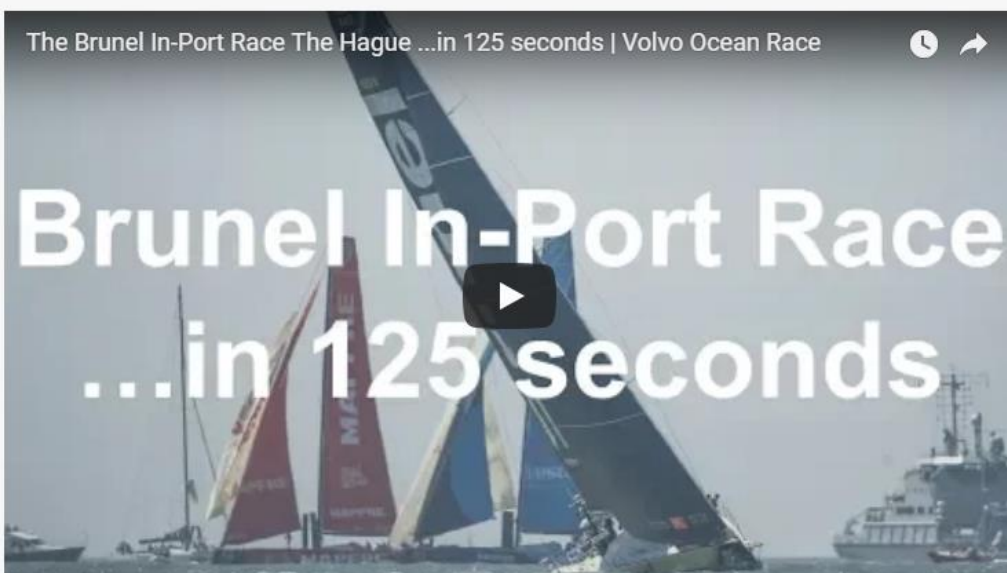 The Brunel In-Port Race The Hague ...in 125 seconds | Volvo Ocean Race
Brunel In-Port Race
...in 125 seconds
MAPFRE
MAPFRE